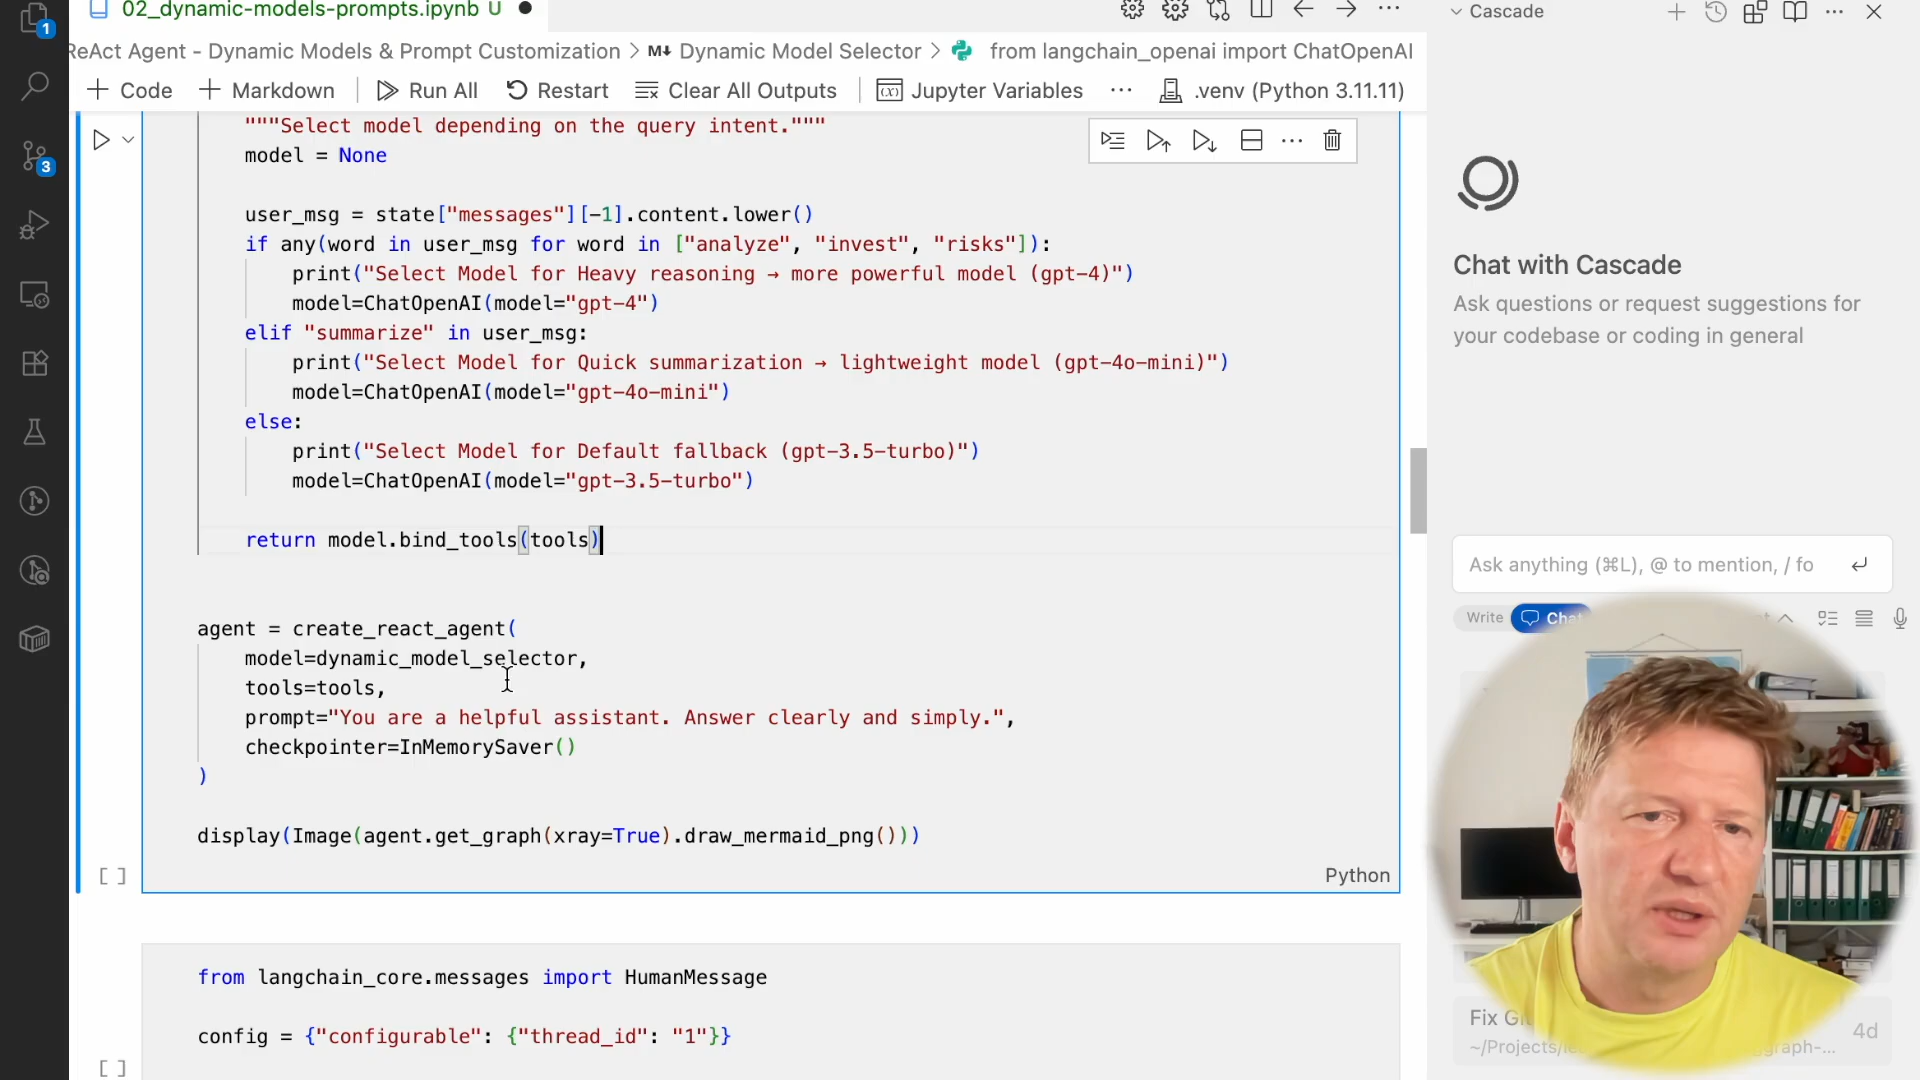 02_dynamic-models-prompts.ipynb U
Cascade
ReAct Agent - Dynamic Models & Prompt Customization > M↓ Dynamic Model Selector > from langchain_openai import ChatOpenAI
+ Code + Markdown Run All Restart Clear All Outputs Jupyter Variables ... .venv (Python 3.11.11)
1
3
"""Select model depending on the query intent."""
model = None
user_msg = state["messages"][-1].content.lower()
if any(word in user_msg for word in ["analyze", "invest", "risks"]):
print("Select Model for Heavy reasoning → more powerful model (gpt-4)")
model=ChatOpenAI(model="gpt-4")
elif "summarize" in user_msg:
print("Select Model for Quick summarization → lightweight model (gpt-4o-mini)")
model=ChatOpenAI(model="gpt-4o-mini")
else:
print("Select Model for Default fallback (gpt-3.5-turbo)")
model=ChatOpenAI(model="gpt-3.5-turbo")
return model.bind_tools(tools)
agent = create_react_agent(
model=dynamic_model_selector,
tools=tools,
prompt="You are a helpful assistant. Answer clearly and simply.",
checkpointer=InMemorySaver()
)
display(Image(agent.get_graph(xray=True).draw_mermaid_png()))
[ ]
Python
from langchain_core.messages import HumanMessage
config = {"configurable": {"thread_id": "1"}}
[ ]
Chat with Cascade
Ask questions or request suggestions for
your codebase or coding in general
Ask anything (⌘L), @ to mention, / fo
Write
Fix
4d
~/Projects/
graph-...